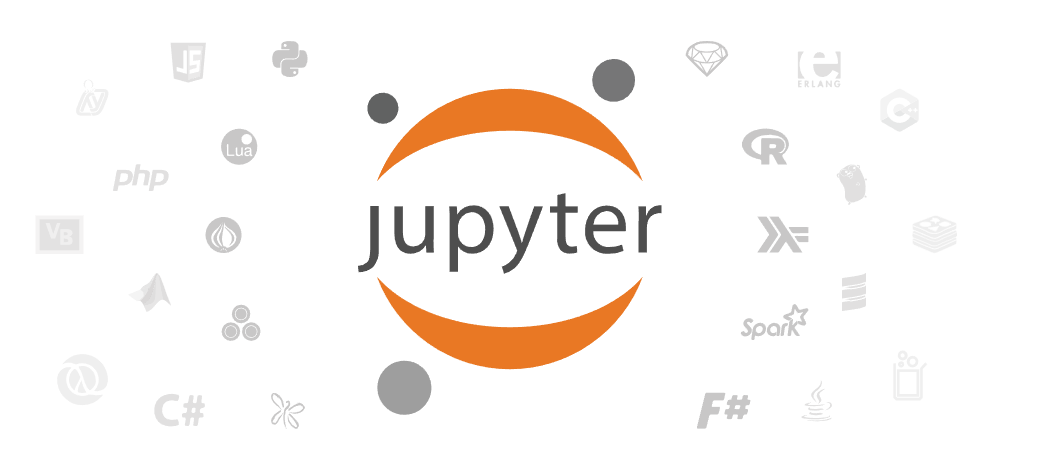 JS
ERLANG
C++
Lua
R
php
VB
jupyter
Spark
C#
F#